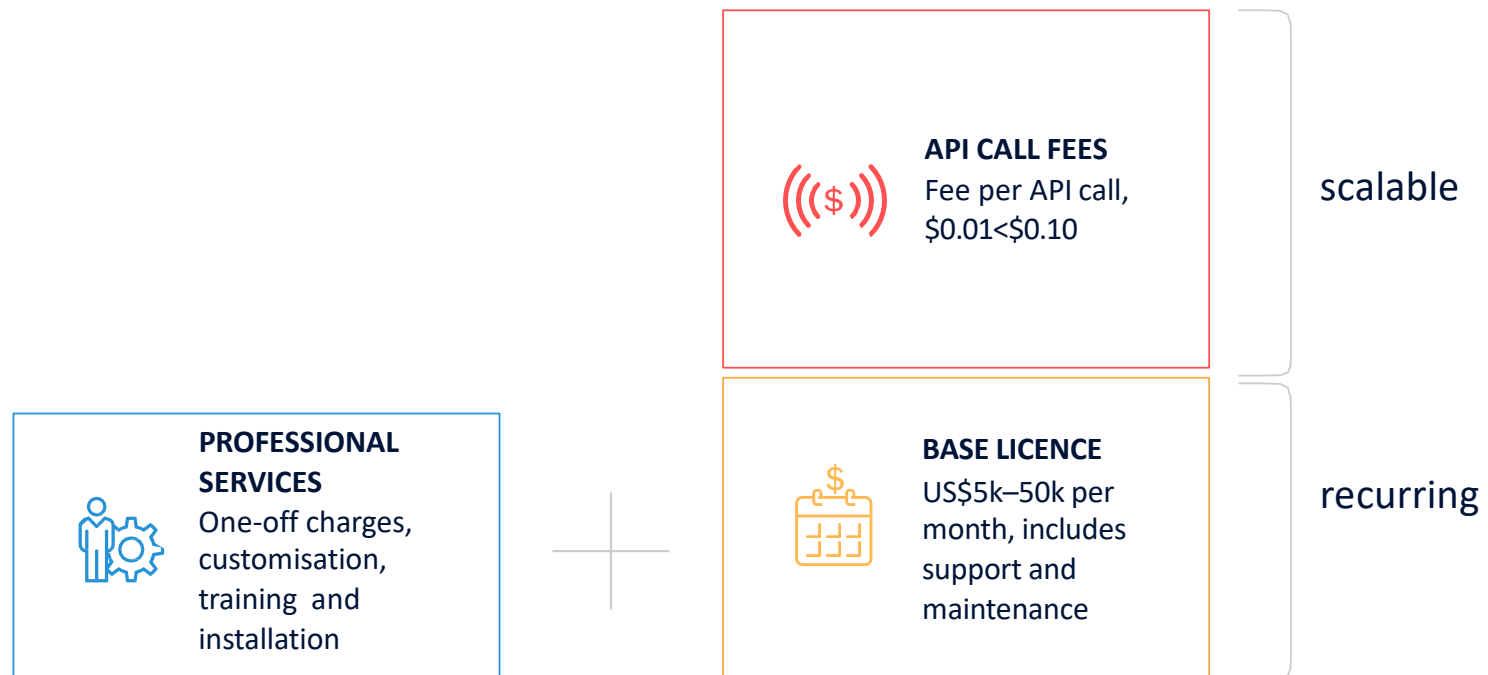 API CALL FEES
Fee per API call,
$0.01<$0.10
$
scalable
PROFESSIONAL
SERVICES
One-off charges,
customisation,
training and
installation
$
BASE LICENCE
US$5k–50k per
month, includes
support and
maintenance
recurring